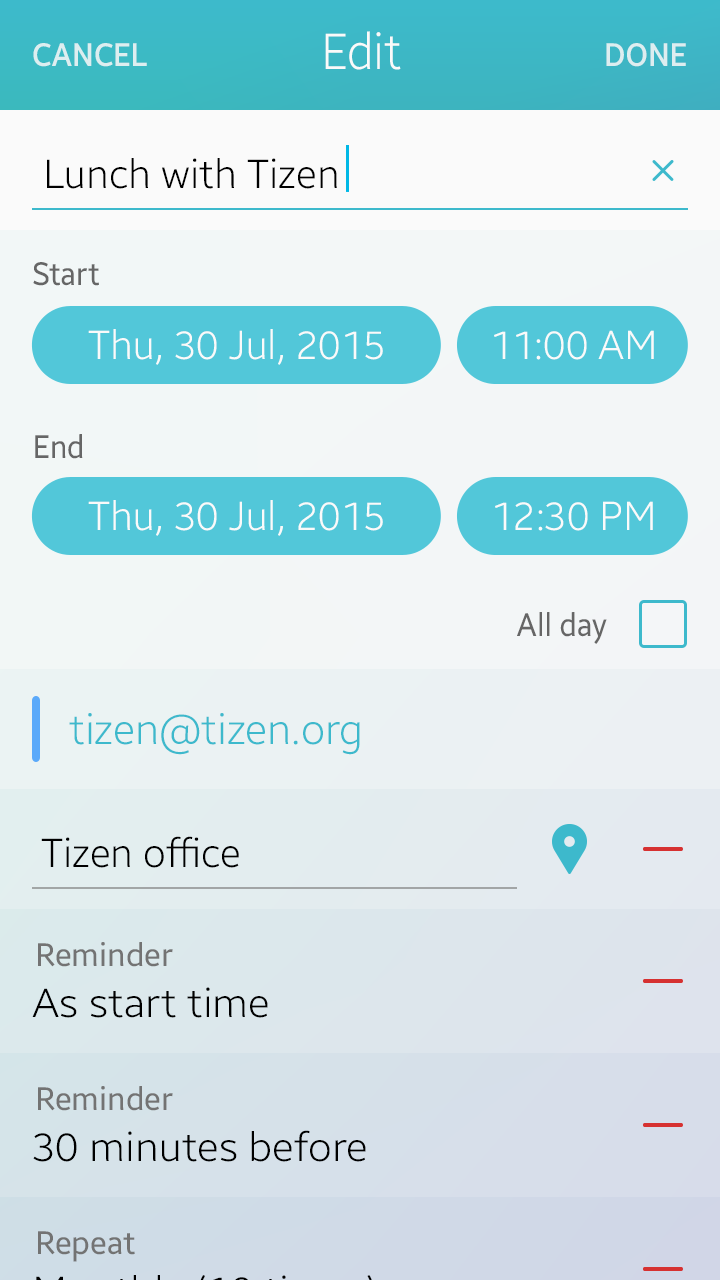 CANCEL Edit DONE
Lunch with Tizen
Start
Thu, 30 Jul, 2015 11:00 AM
End
Thu, 30 Jul, 2015 12:30 PM
All day
tizen@tizen.org
Tizen office
Reminder
As start time
Reminder
30 minutes before
Repeat